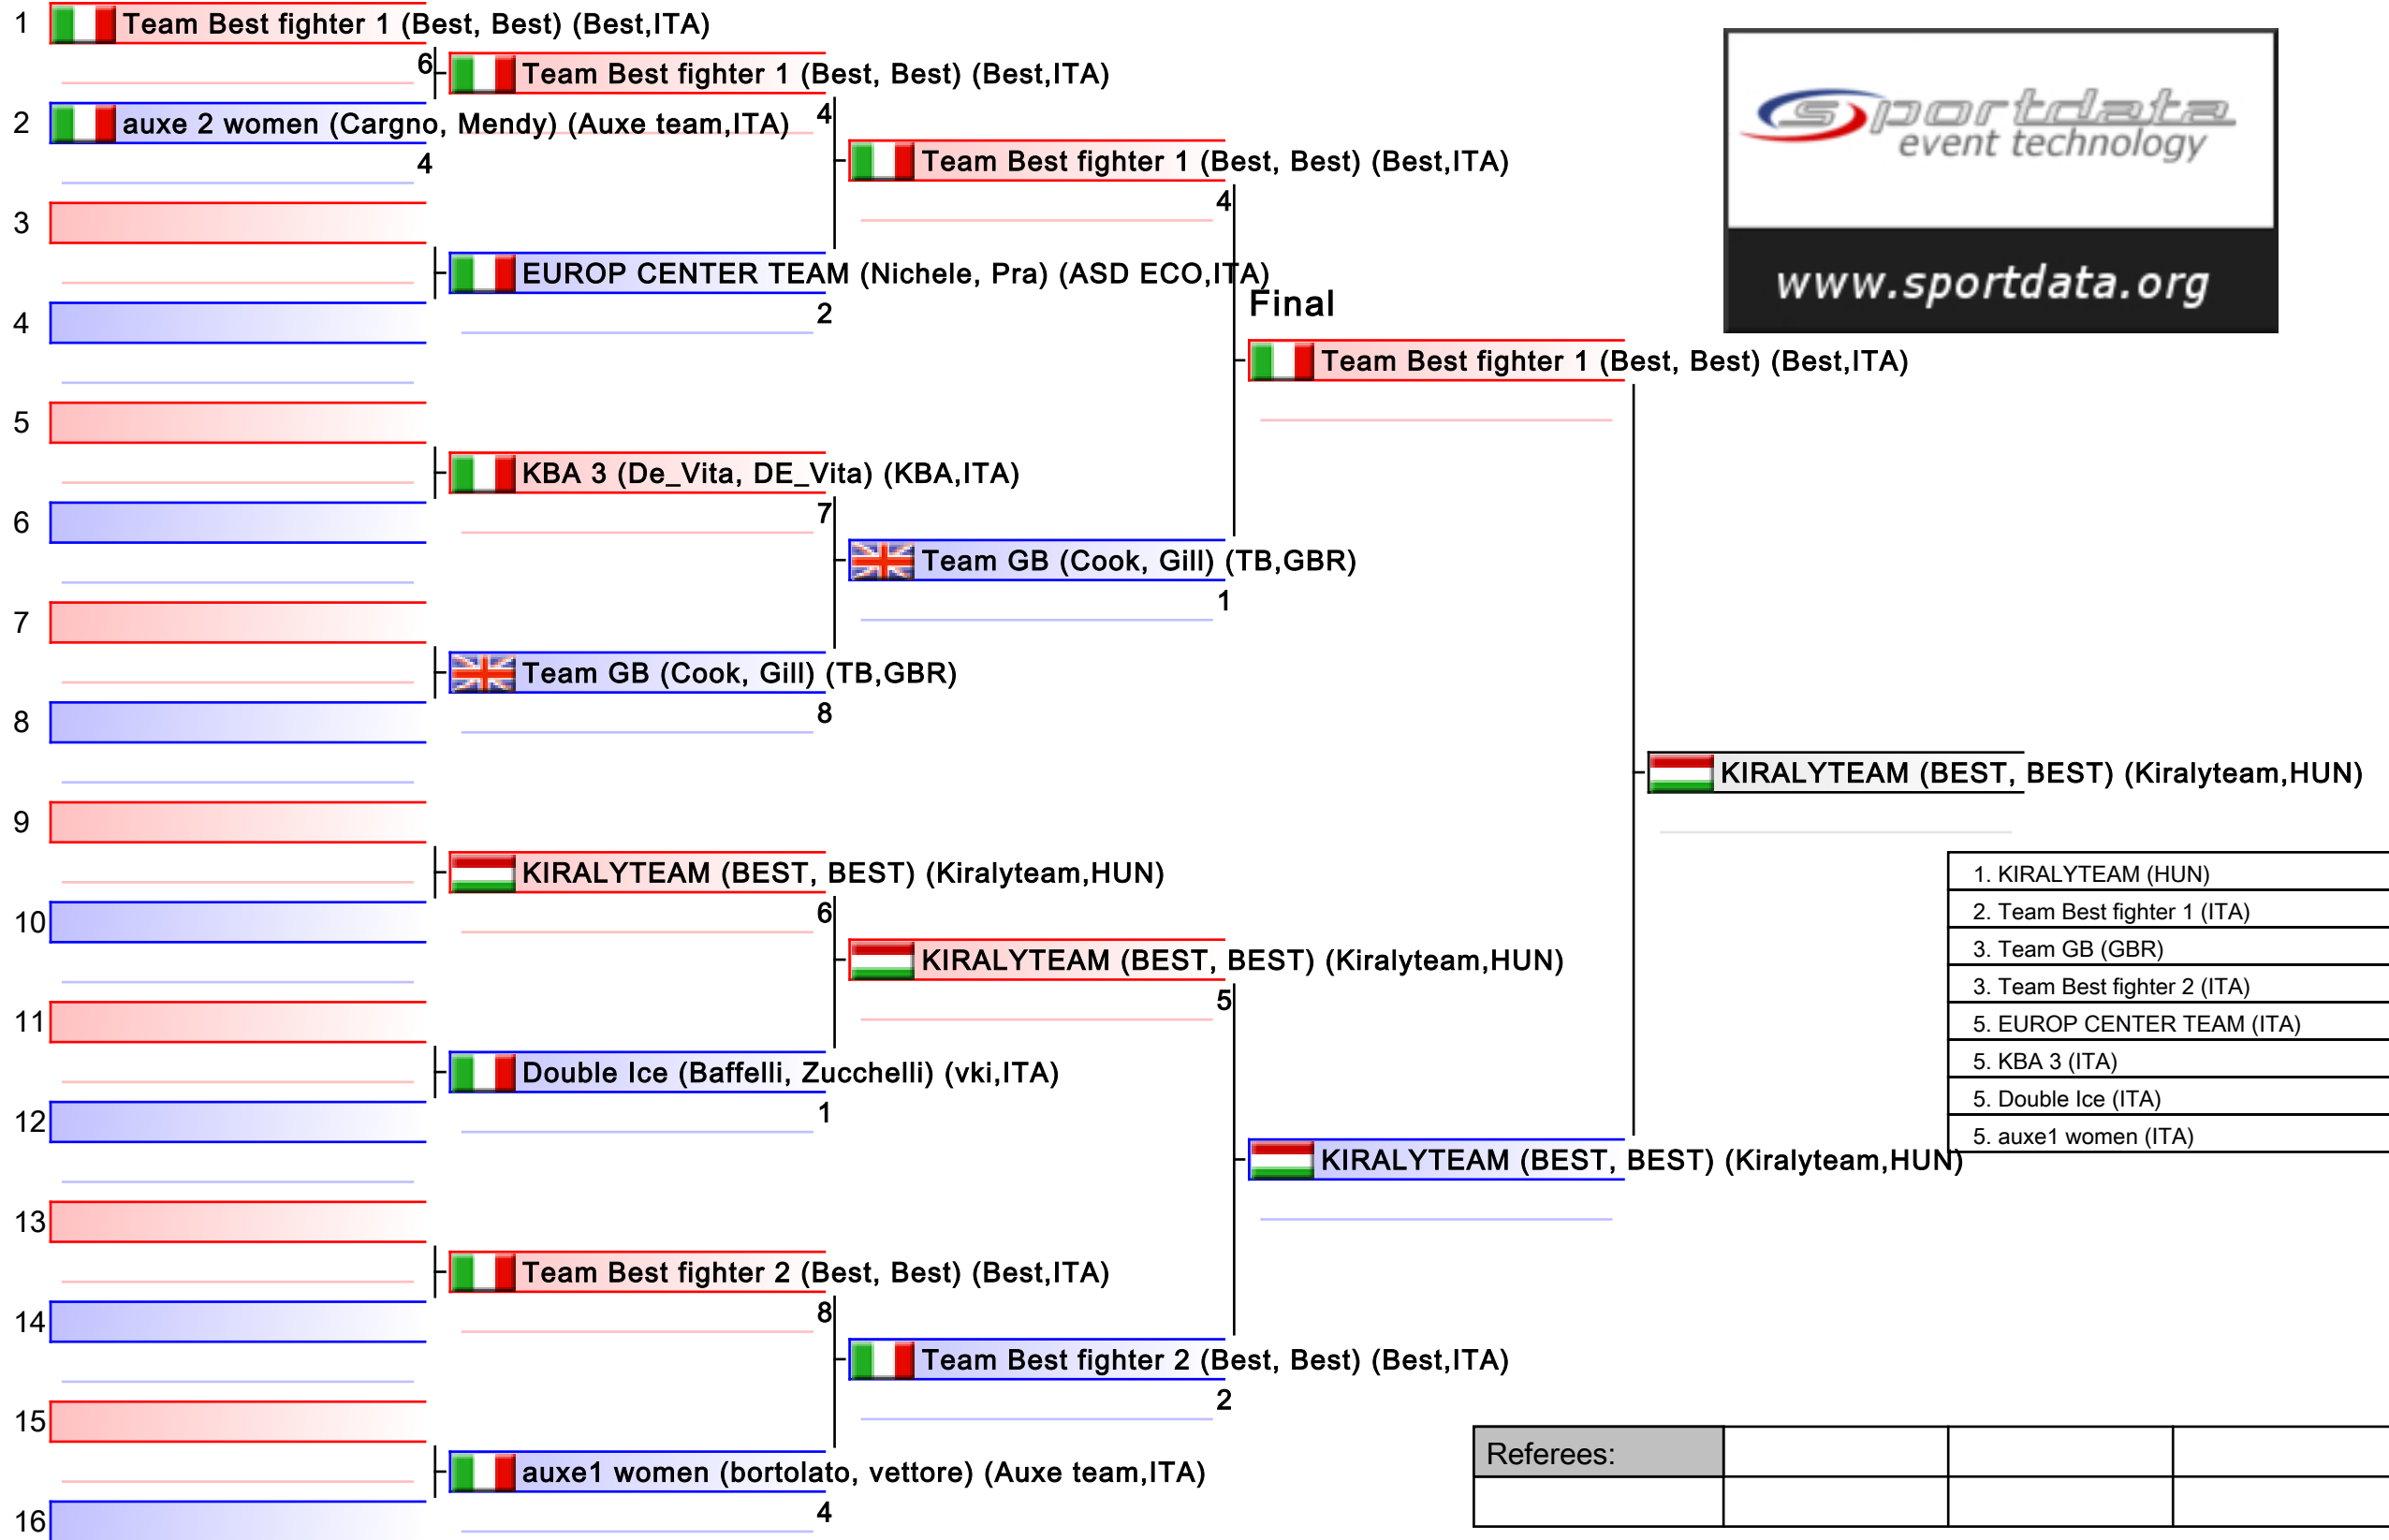 1 Team Best fighter 1 (Best, Best) (Best,ITA)
6
Team Best fighter 1 (Best, Best) (Best,ITA)
2 auxe 2 women (Cargno, Mendy) (Auxe team,ITA)
4
4
Team Best fighter 1 (Best, Best) (Best,ITA)
4
3
EUROP CENTER TEAM (Nichele, Pra) (ASD ECO,ITA)
2
4
Final
Team Best fighter 1 (Best, Best) (Best,ITA)
5
KBA 3 (De_Vita, DE_Vita) (KBA,ITA)
7
6
Team GB (Cook, Gill) (TB,GBR)
1
7
Team GB (Cook, Gill) (TB,GBR)
8
8
KIRALYTEAM (BEST, BEST) (Kiralyteam,HUN)
9
KIRALYTEAM (BEST, BEST) (Kiralyteam,HUN)
6
10
KIRALYTEAM (BEST, BEST) (Kiralyteam,HUN)
5
11
Double Ice (Baffelli, Zucchelli) (vki,ITA)
1
12
KIRALYTEAM (BEST, BEST) (Kiralyteam,HUN)
13
Team Best fighter 2 (Best, Best) (Best,ITA)
8
14
Team Best fighter 2 (Best, Best) (Best,ITA)
2
15
auxe1 women (bortolato, vettore) (Auxe team,ITA)
4
16
sportdata
event technology
www.sportdata.org
1. KIRALYTEAM (HUN)
2. Team Best fighter 1 (ITA)
3. Team GB (GBR)
3. Team Best fighter 2 (ITA)
5. EUROP CENTER TEAM (ITA)
5. KBA 3 (ITA)
5. Double Ice (ITA)
5. auxe1 women (ITA)
Referees: